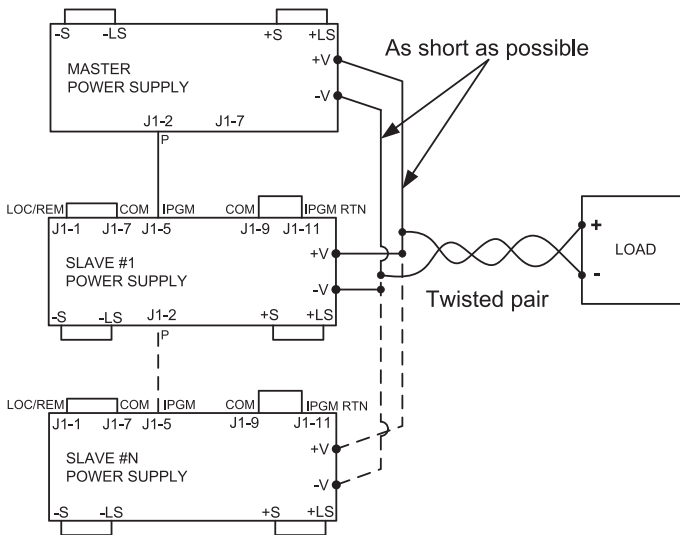 -S -LS +S +LS
As short as possible
MASTER
POWER SUPPLY
+V
-V
J1-2 J1-7
P
LOC/REM COM IPGM COM IPGM RTN
J1-1 J1-7 J1-5 J1-9 J1-11
SLAVE #1
POWER SUPPLY
+V
-V
+
-
LOAD
Twisted pair
-S -LS J1-2 +S +LS
P
LOC/REM COM IPGM COM IPGM RTN
J1-1 J1-7 J1-5 J1-9 J1-11
SLAVE #N
POWER SUPPLY
+V
-V
-S -LS +S +LS